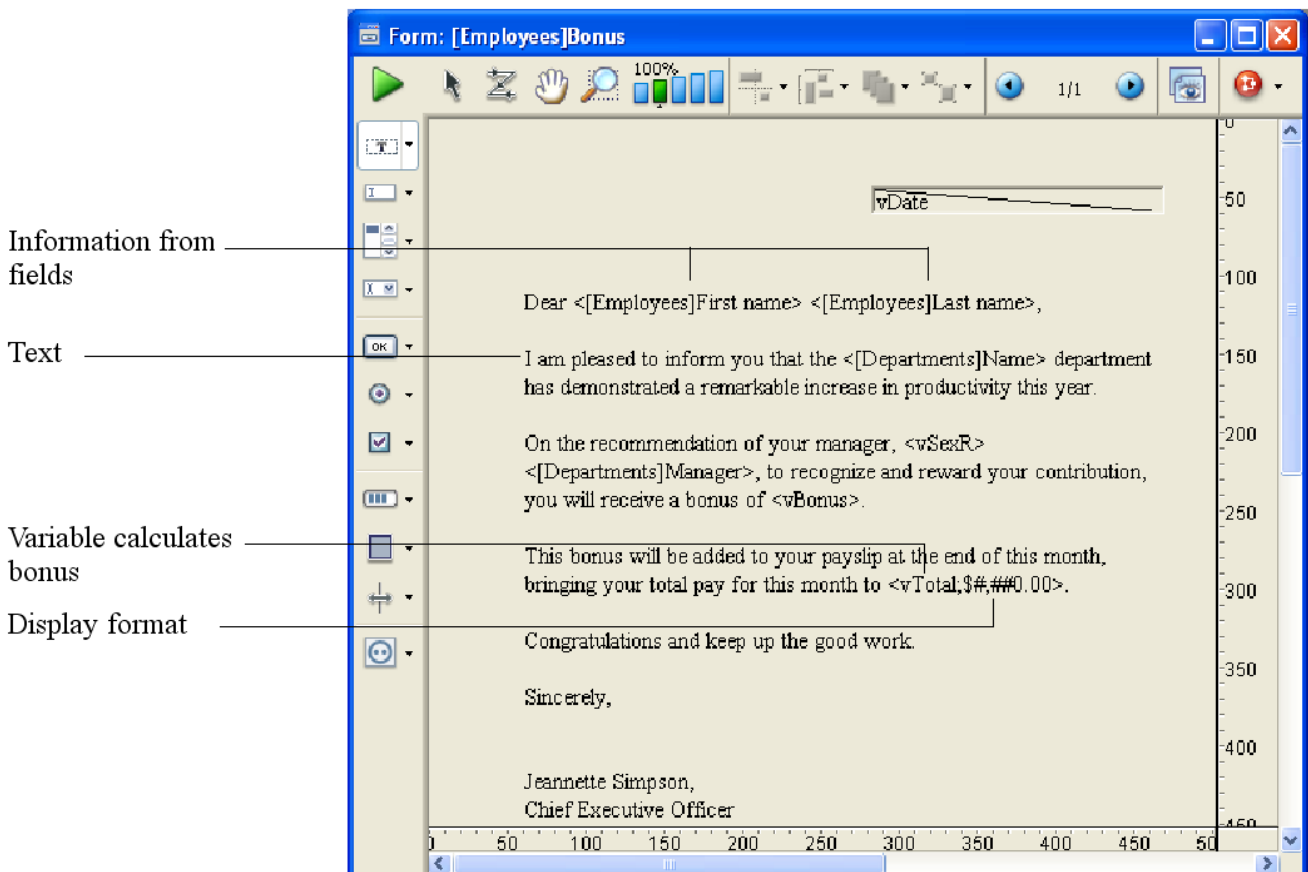 Form: [Employees]Bonus
100%
1/1
T
I
X
OK
vDate
Information from
fields
Dear <[Employees]First name> <[Employees]Last name>,
Text
I am pleased to inform you that the <[Departments]Name> department
has demonstrated a remarkable increase in productivity this year.
On the recommendation of your manager, <vSexR>
<[Departments]Manager>, to recognize and reward your contribution,
you will receive a bonus of <vBonus>.
Variable calculates
bonus
This bonus will be added to your payslip at the end of this month,
bringing your total pay for this month to <vTotal;$#,##0.00>.
Display format
Congratulations and keep up the good work.
Sincerely,
Jeannette Simpson,
Chief Executive Officer
0
50
100
150
200
250
300
350
400
450
0 50 100 150 200 250 300 350 400 450 50